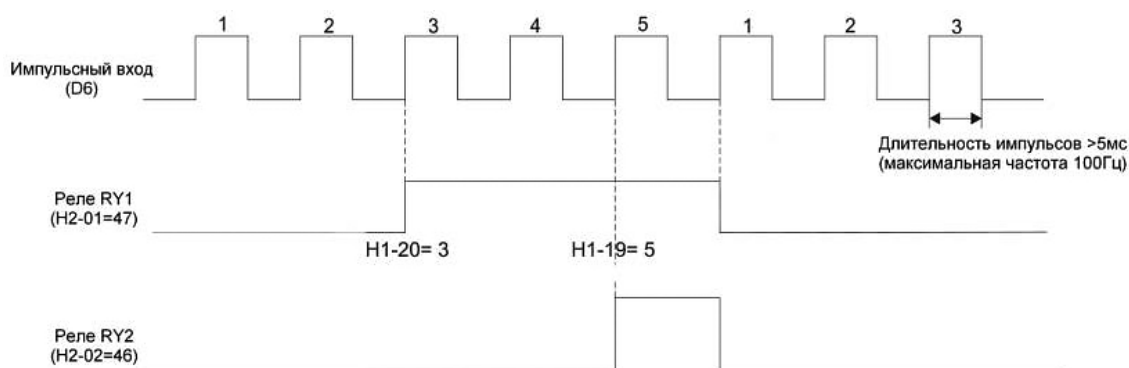 1 2 3 4 5 1 2 3
Импульсный вход
(D6)
Длительность импульсов >5мс
(максимальная частота 100Гц)
Реле RY1
(H2-01=47)
H1-20= 3
H1-19= 5
Реле RY2
(H2-02=46)